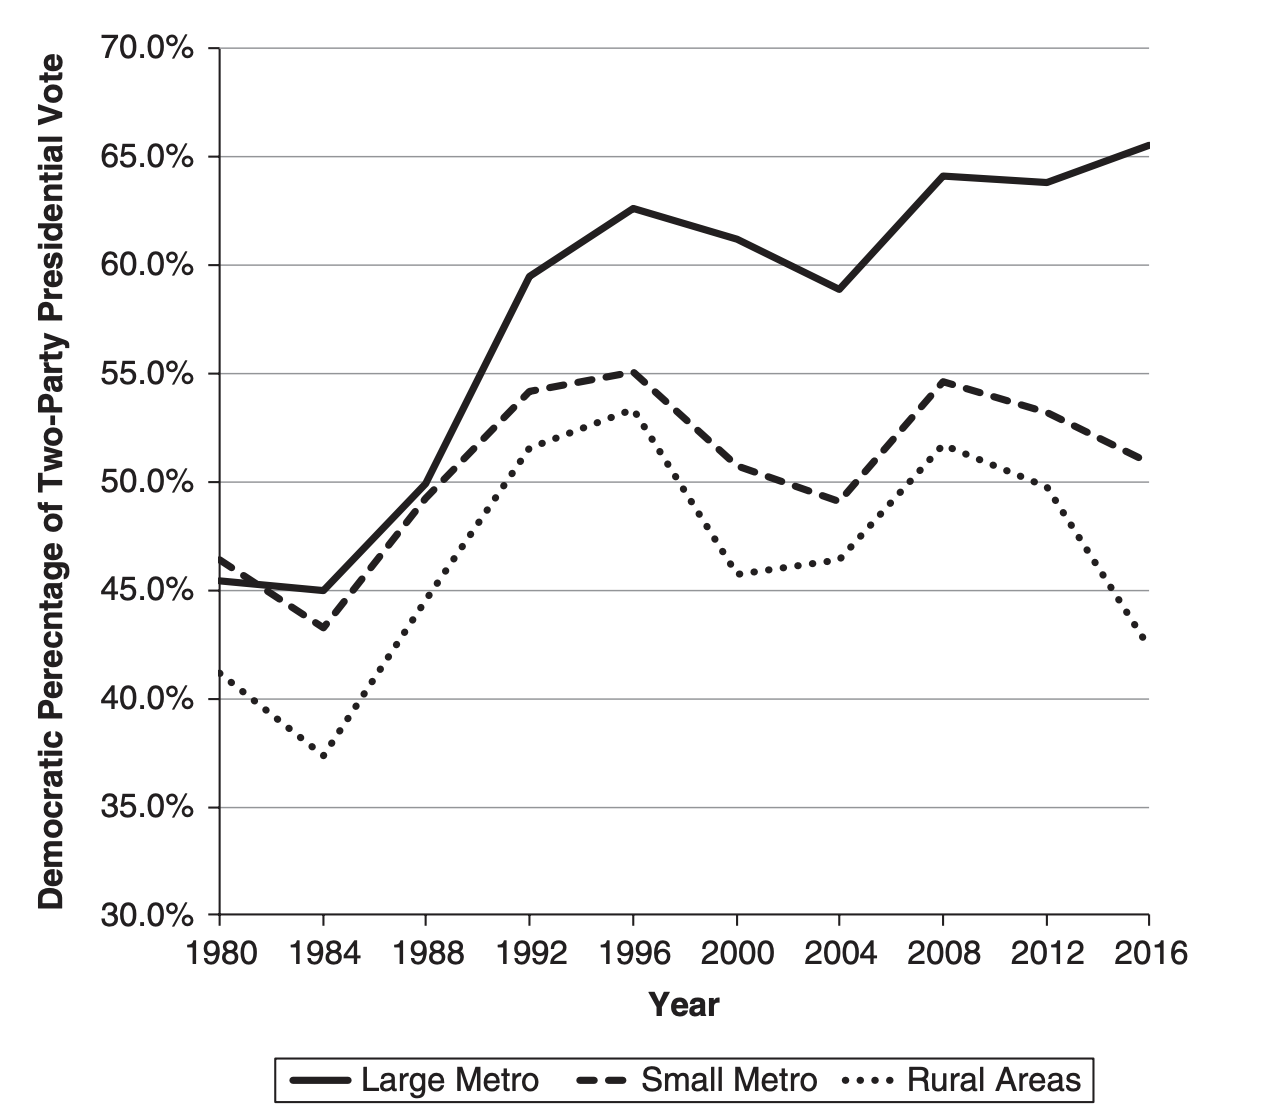 Democratic Perecntage of Two-Party Presidential Vote
70.0%
65.0%
60.0%
55.0%
50.0%
45.0%
40.0%
35.0%
30.0%
1980 1984 1988 1992 1996 2000 2004 2008 2012 2016
Year
Large Metro Small Metro Rural Areas